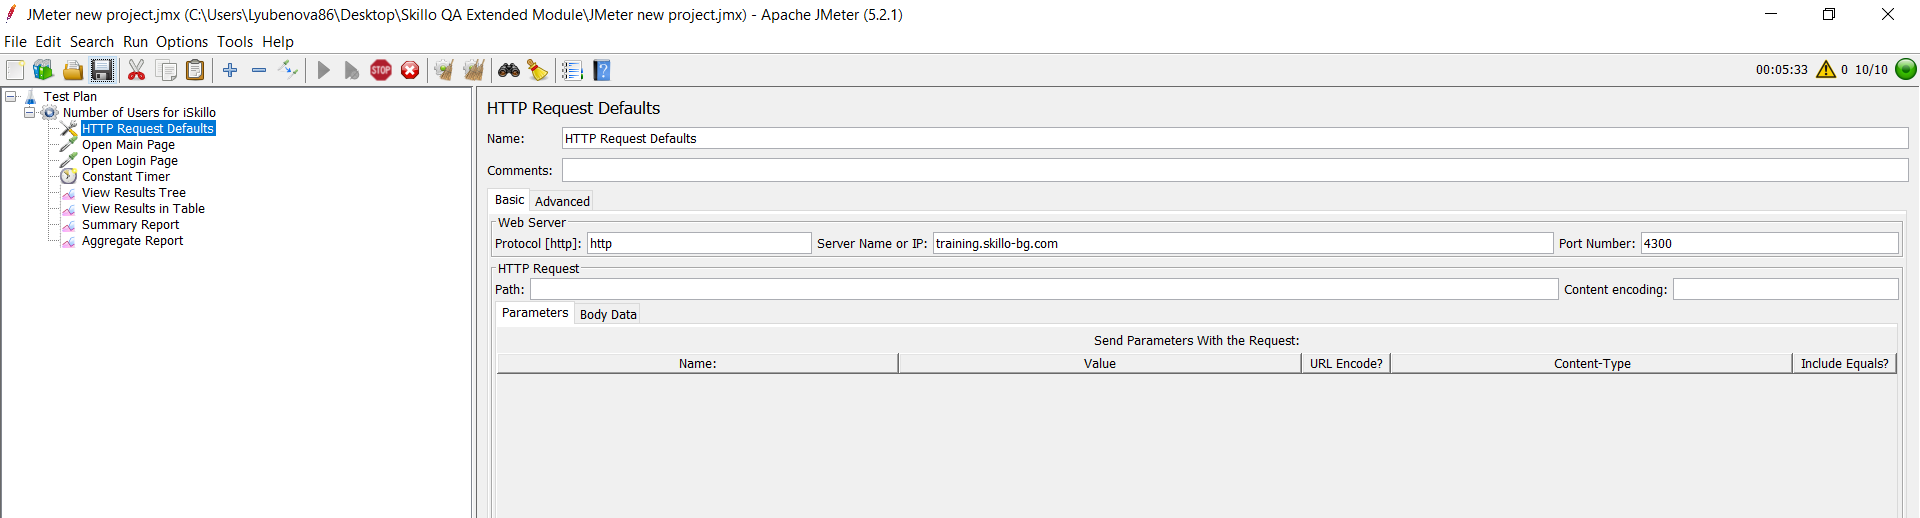 JMeter new project.jmx (C:\Users\Lyubenova86\Desktop\Skillo QA Extended Module\JMeter new project.jmx) - Apache JMeter (5.2.1)
File Edit Search Run Options Tools Help
STOP ? 00:05:33 0 10/10
Test Plan
Number of Users for iSkillo
HTTP Request Defaults
Open Main Page
Open Login Page
Constant Timer
View Results Tree
View Results in Table
Summary Report
Aggregate Report
HTTP Request Defaults
Name: HTTP Request Defaults
Comments:
Basic Advanced
Web Server
Protocol [http]: http Server Name or IP: training.skillo-bg.com Port Number: 4300
HTTP Request
Path: Content encoding:
Parameters Body Data
Send Parameters With the Request:
Name: Value URL Encode? Content-Type Include Equals?